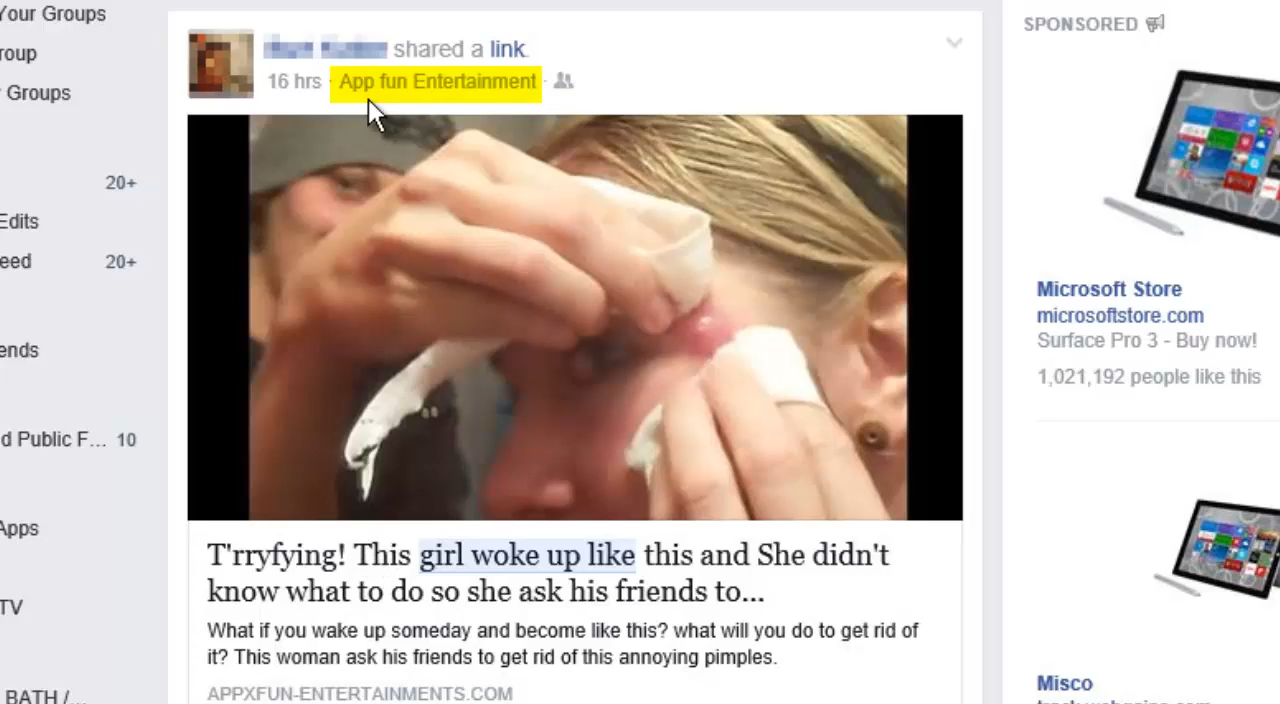 Your Groups
roup
Groups
20+
Edits
eed
20+
ends
d Public F... 10
Apps
TV
BATH /...
shared a link.
16 hrs · App fun Entertainment ·
T'rryfying! This girl woke up like this and She didn't
know what to do so she ask his friends to...
What if you wake up someday and become like this? what will you do to get rid of
it? This woman ask his friends to get rid of this annoying pimples.
APPXFUN-ENTERTAINMENTS.COM
SPONSORED
Microsoft Store
microsoftstore.com
Surface Pro 3 - Buy now!
1,021,192 people like this
Misco